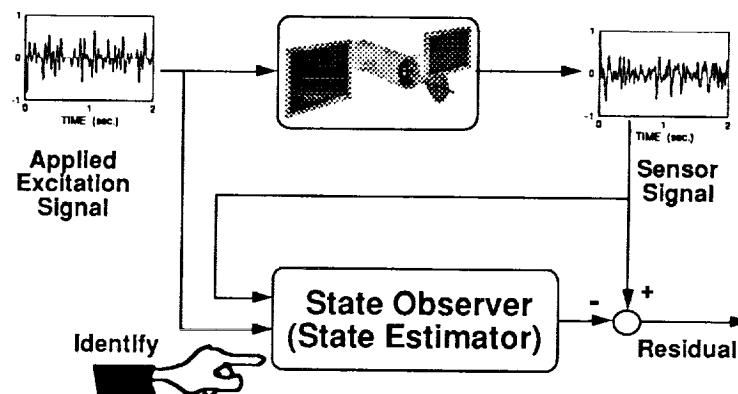 1
0
-1
0
1
2
TIME (sec.)
Applied
Excitation
Signal
1
0
-1
0
1
2
TIME (sec.)
Sensor
Signal
State Observer
(State Estimator)
-
+
Residual
Identify